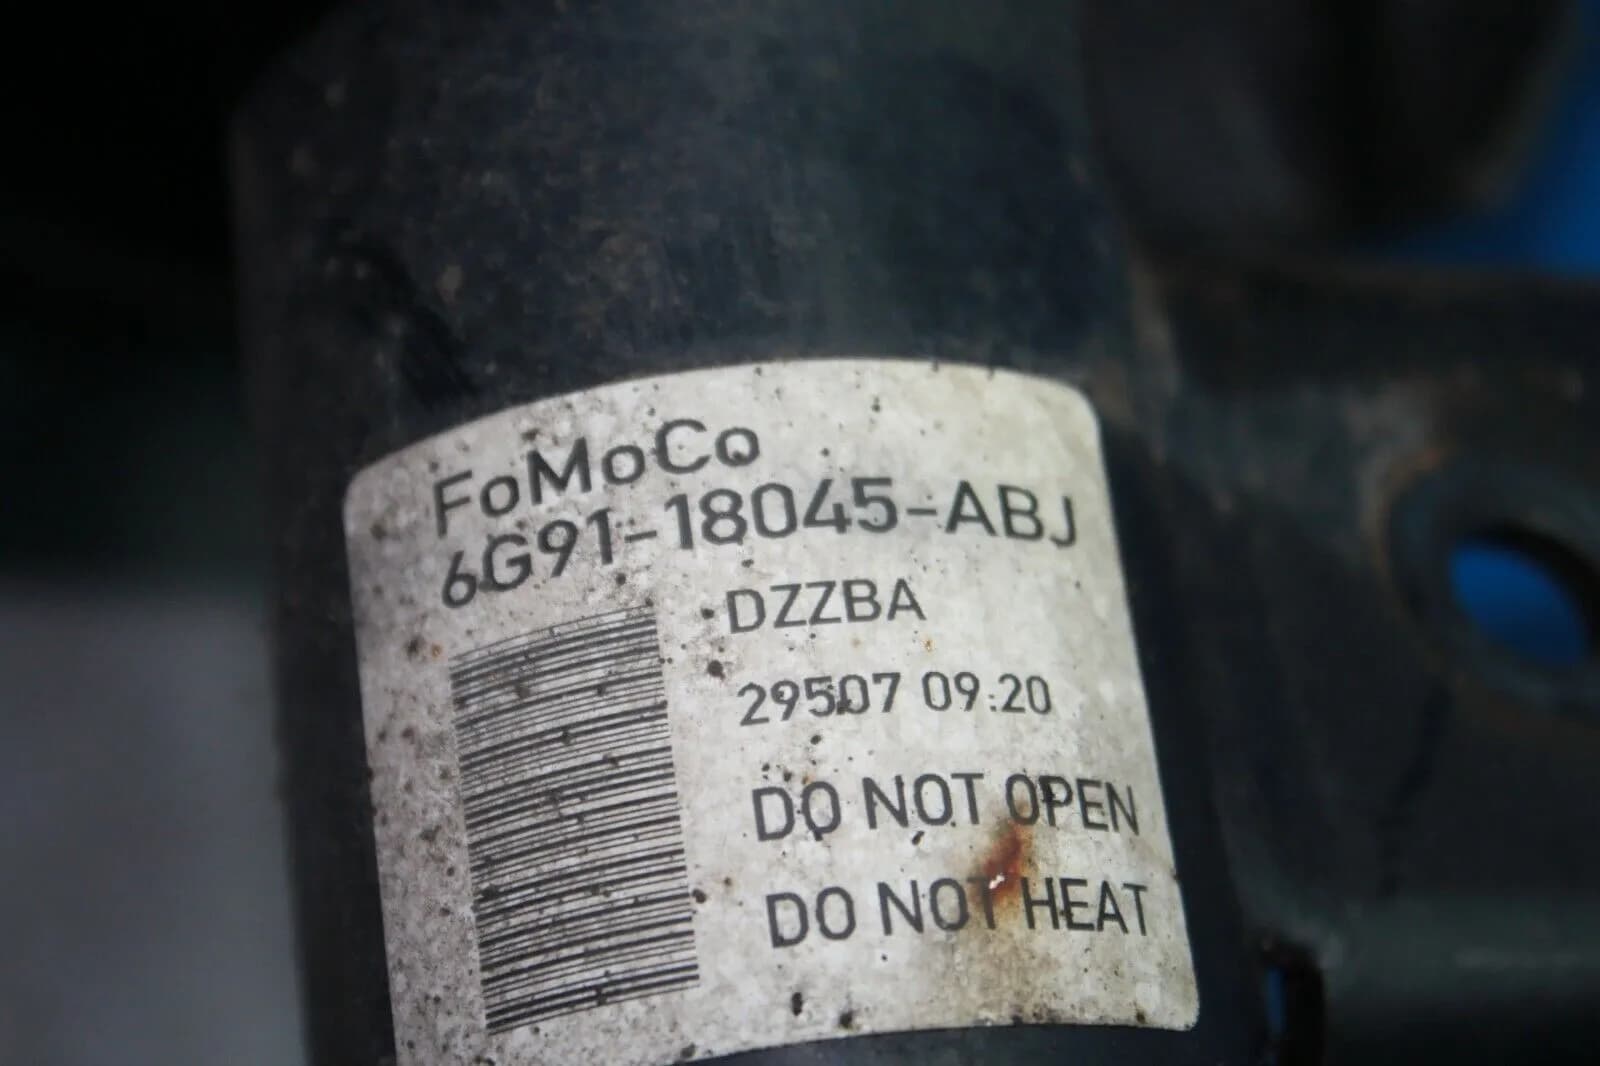 FoMoCo
6G91-18045-ABJ
DZZBA
29507 09:20
DO NOT OPEN
DO NOT HEAT